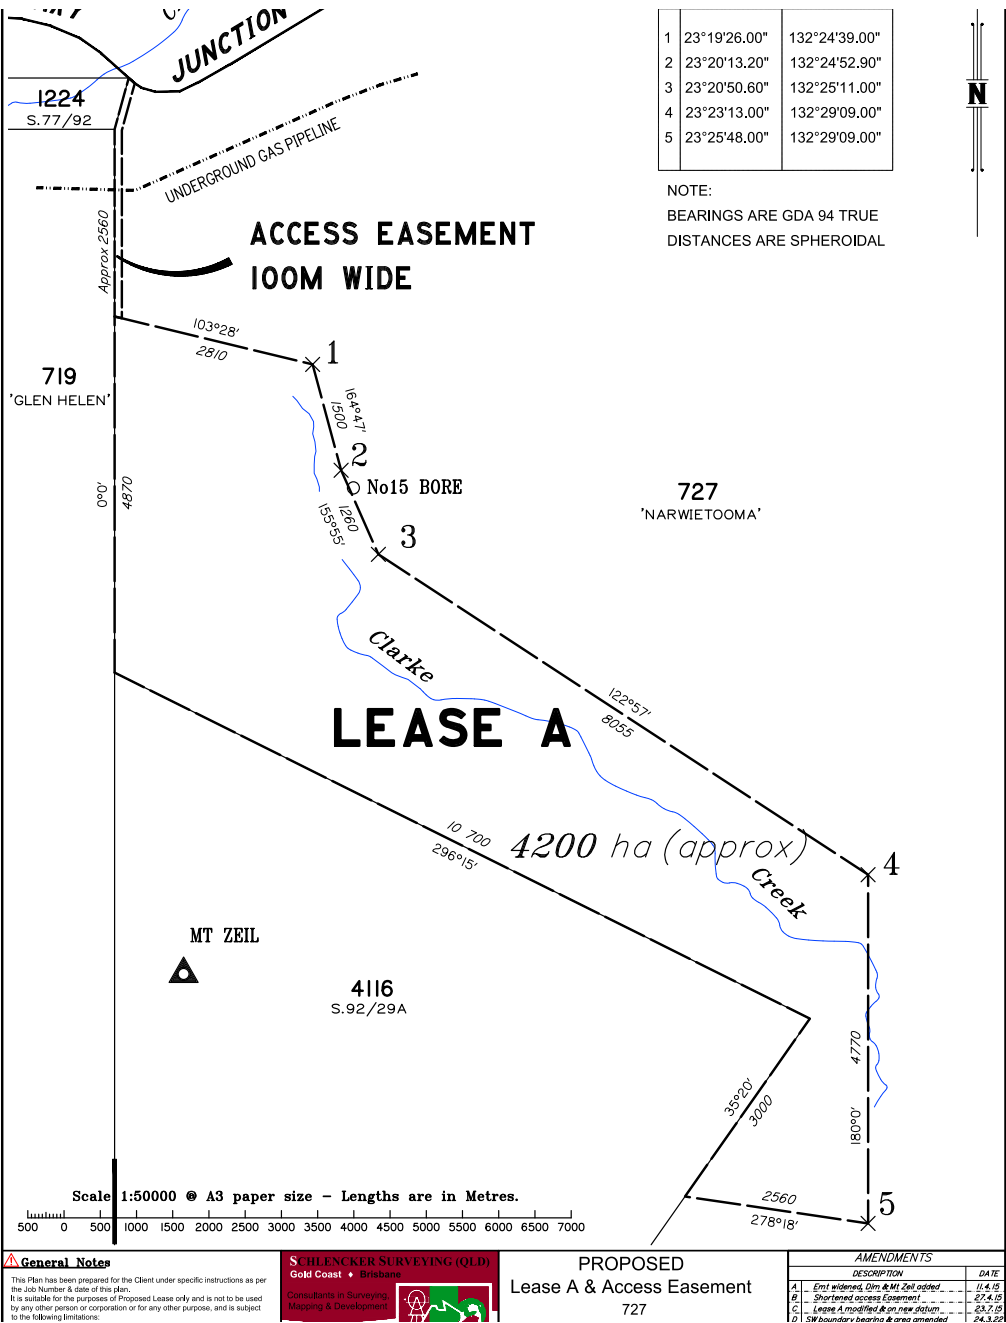 JUNCTION
1224
S.77/92
UNDERGROUND GAS PIPELINE
1 23°19'26.00" 132°24'39.00"
2 23°20'13.20" 132°24'52.90"
3 23°20'50.60" 132°25'11.00"
4 23°23'13.00" 132°29'09.00"
5 23°25'48.00" 132°29'09.00"
N
NOTE:
BEARINGS ARE GDA 94 TRUE
DISTANCES ARE SPHEROIDAL
ACCESS EASEMENT
100M WIDE
Approx 2560
103°28'
2810
1
719
'GLEN HELEN'
164°47'
1500
2
No15 BORE
0°0'
4870
1260
155°55'
3
727
'NARWIETOOMA'
Clarke
LEASE A
122°57'
8055
10 700
296°15'
4200 ha (approx)
4
Creek
MT ZEIL
4116
S.92/29A
4770
180°0'
35°20'
3000
2560
278°18'
5
Scale 1:50000 @ A3 paper size - Lengths are in Metres.
500 0 500 1000 1500 2000 2500 3000 3500 4000 4500 5000 5500 6000 6500 7000
General Notes
This Plan has been prepared for the Client under specific instructions as per
the Job Number & date of this plan.
It is suitable for the purposes of Proposed Lease only and is not to be used
by any other person or corporation or for any other purpose, and is subject
to the following limitations:
SCHLENCKER SURVEYING (QLD)
Gold Coast ♦ Brisbane
Consultants in Surveying,
Mapping & Development
PROPOSED
Lease A & Access Easement
727
AMENDMENTS
DESCRIPTION DATE
A Emt widened, Dim & Mt Zeil added 11.4.15
B Shortened access Easement 27.4.15
C Lease A modified & on new datum 23.7.15
D SW boundary bearing & area amended 24.3.22